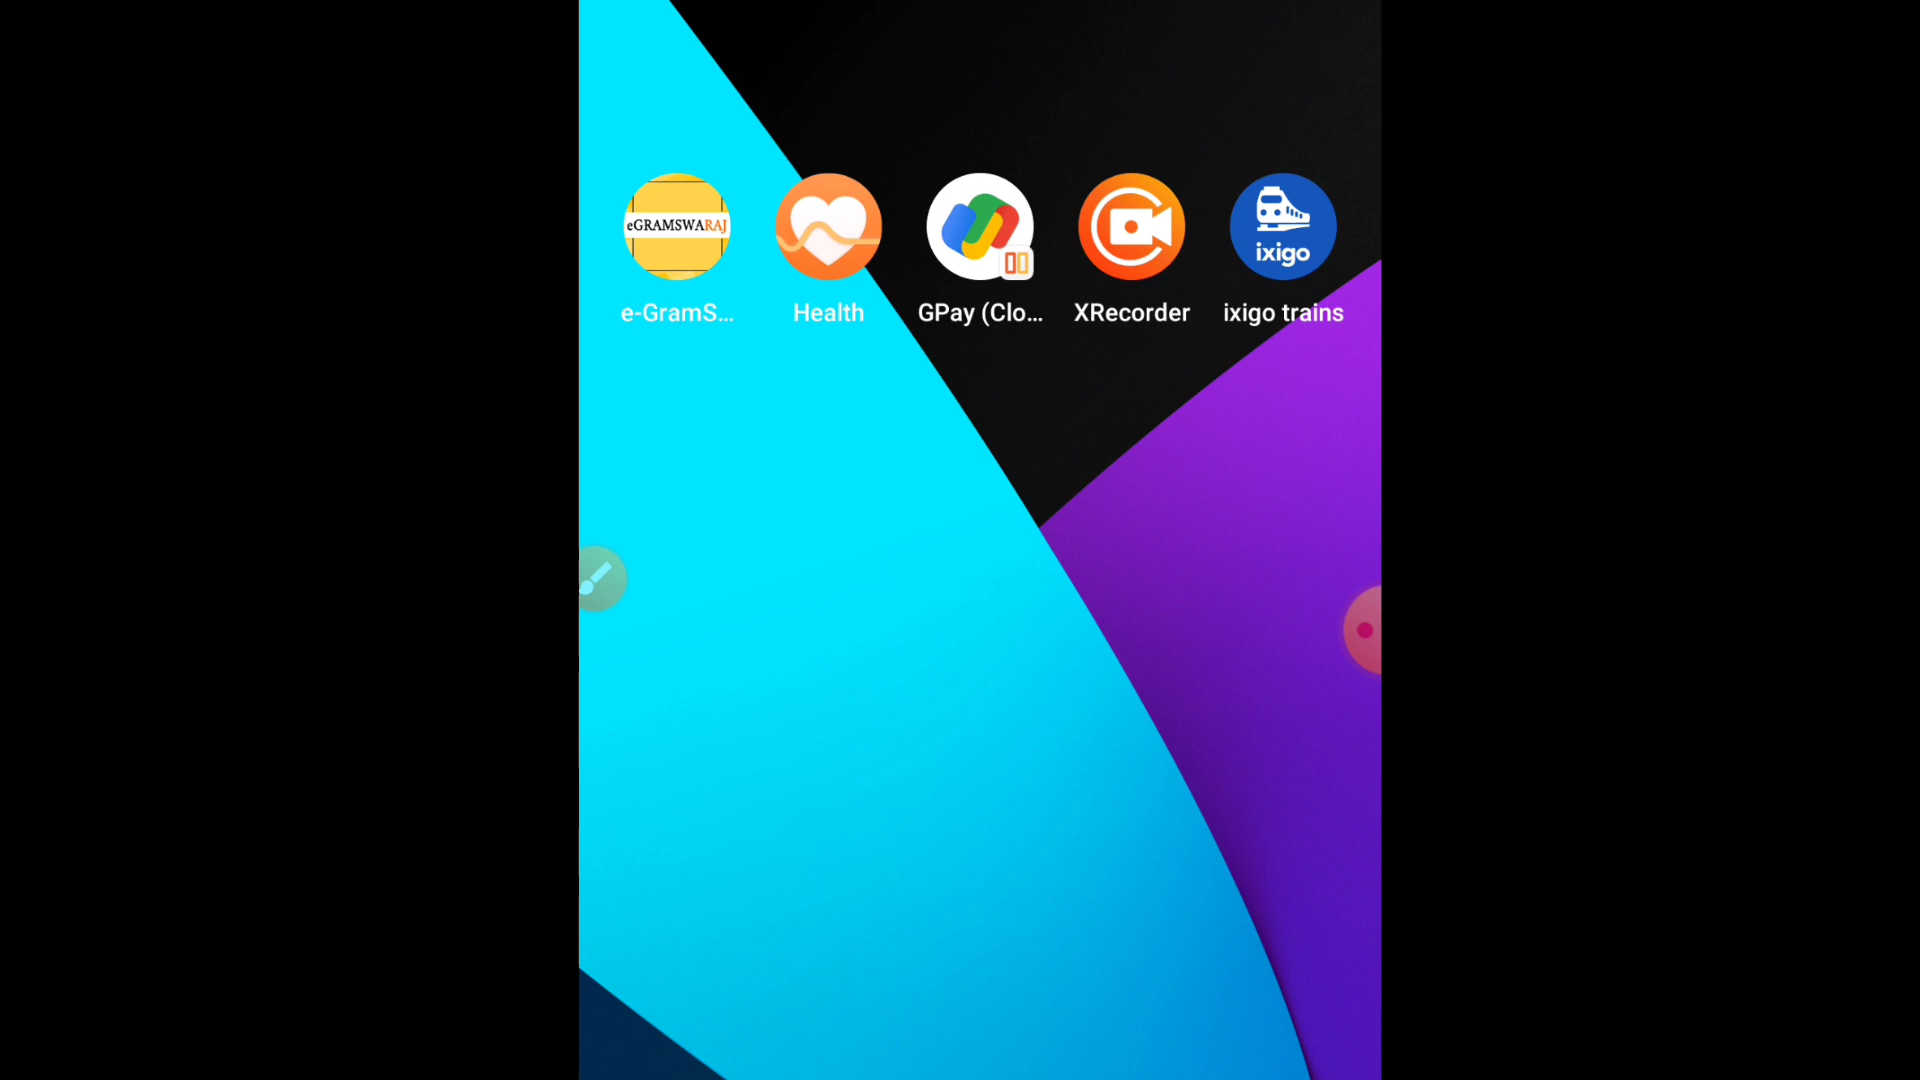 eGRAMSWARAJ
ixigo
e-GramS...
Health
GPay (Clo...
XRecorder
ixigo trains